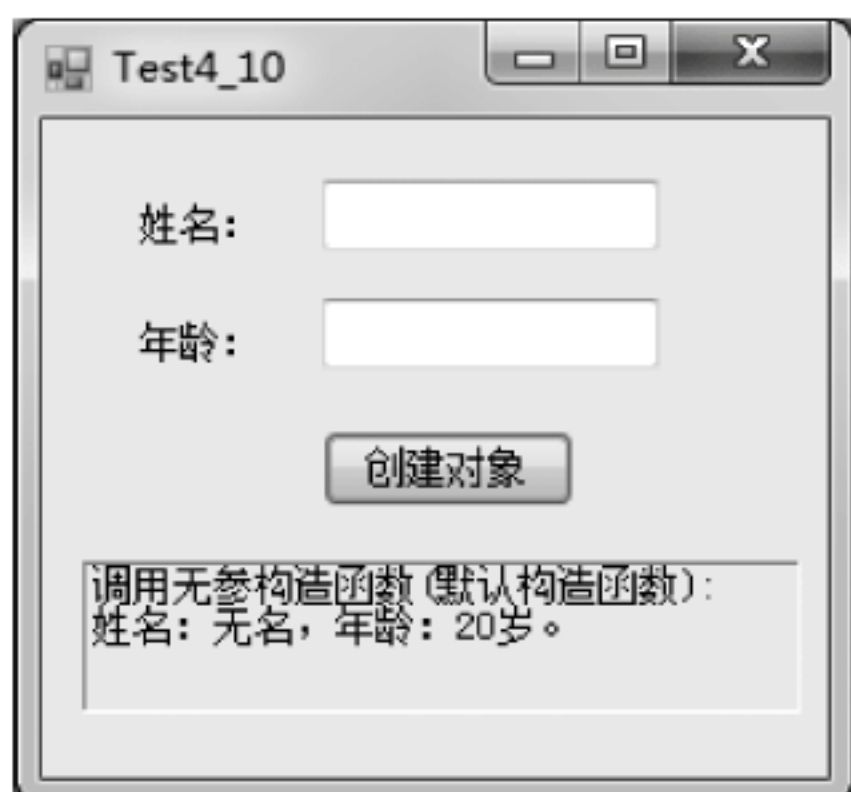 Test4_10
姓名：
年龄：
创建对象
调用无参构造函数(默认构造函数)：
姓名：无名，年龄：20岁。